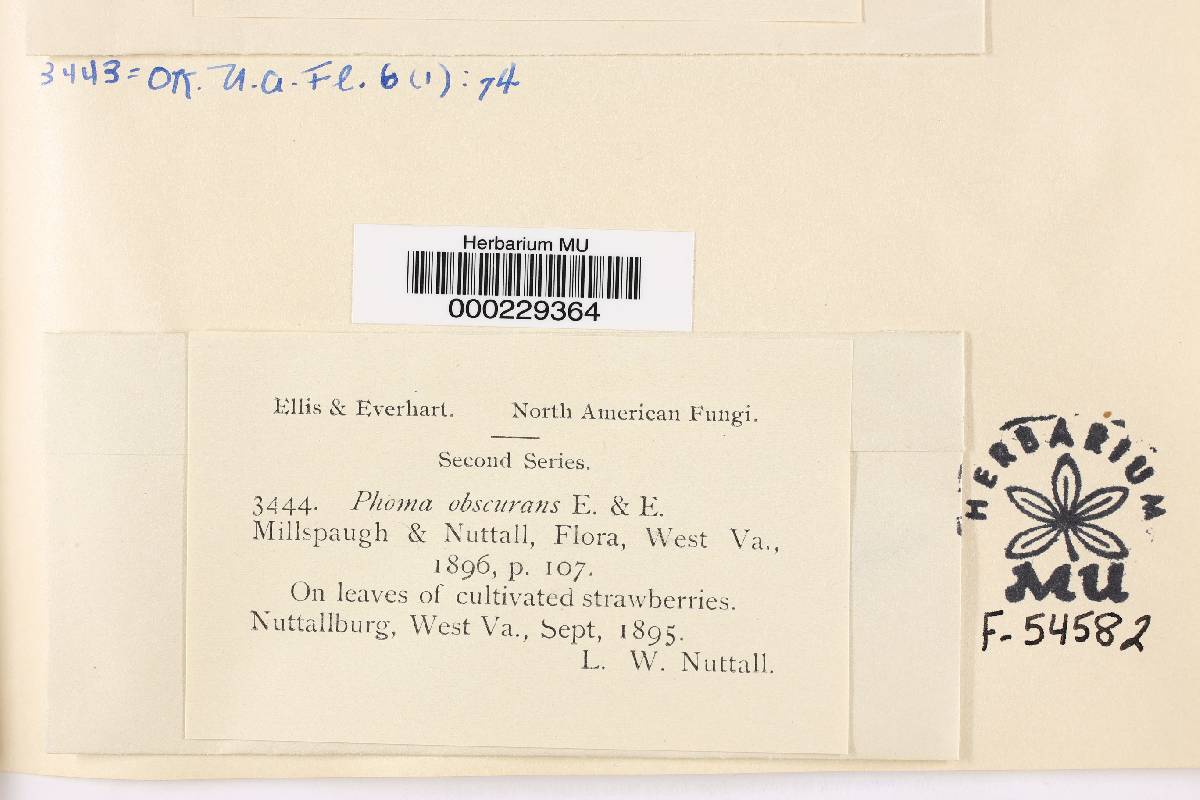 3443 = OK. N.A. Fl. 6(1): 74
Herbarium MU
000229364
Ellis & Everhart. North American Fungi.
Second Series.
3444. Phoma obscurans E. & E.
Millspaugh & Nuttall, Flora, West Va.,
1896, p. 107.
On leaves of cultivated strawberries.
Nuttallburg, West Va., Sept, 1895.
L. W. Nuttall.
HERBARIUM
MU
F-54582